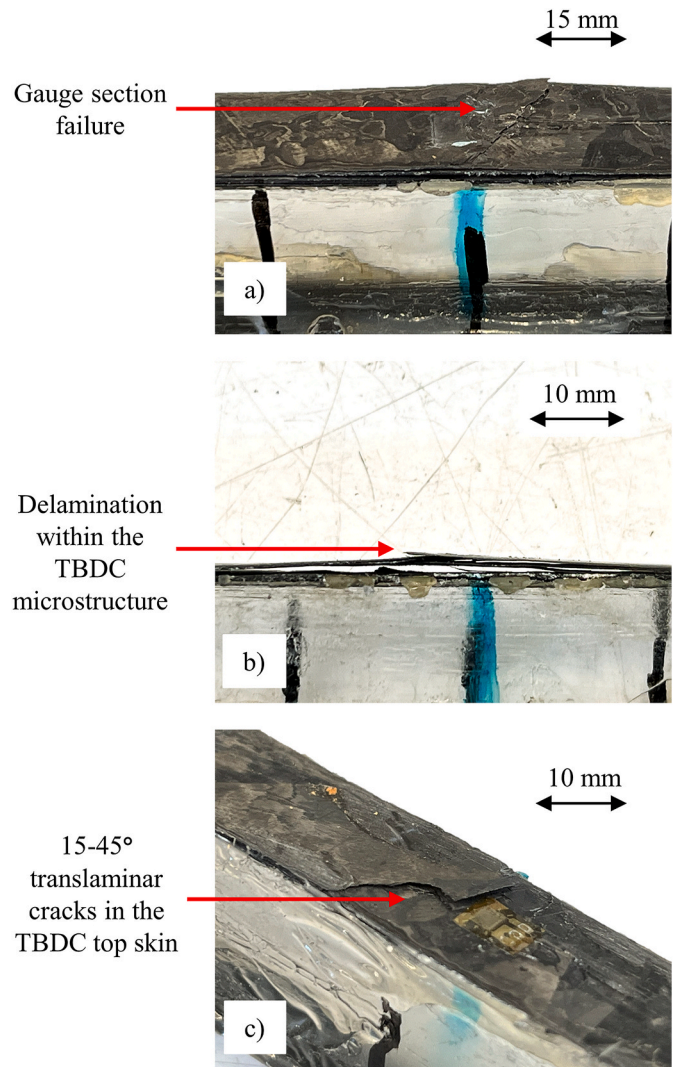 15 mm
Gauge section
failure
a)
10 mm
Delamination
within the
TBDC
microstructure
b)
10 mm
15-45°
translaminar
cracks in the
TBDC top skin
c)